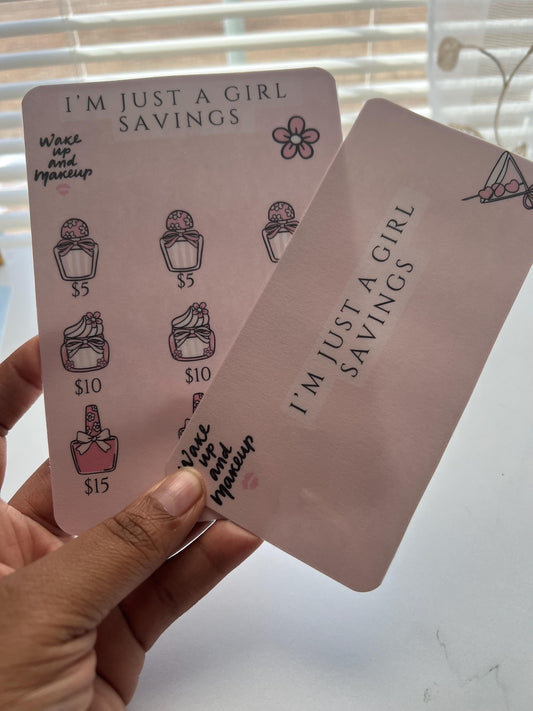 I'M JUST A GIRL
SAVINGS
Wake
up
and
Makeup
$5
$5
$10
$10
$15
I'M JUST A GIRL
SAVINGS
Wake
up
and
Makeup